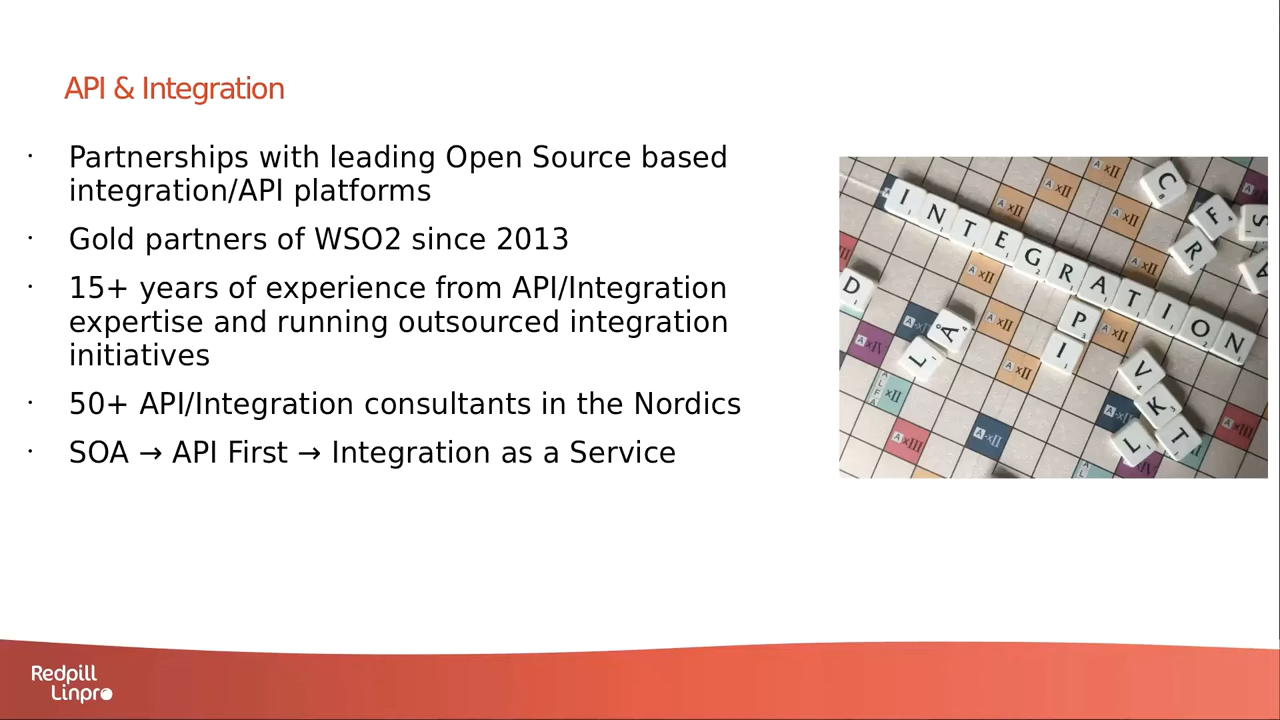 API & Integration
· Partnerships with leading Open Source based
integration/API platforms
· Gold partners of WSO2 since 2013
· 15+ years of experience from API/Integration
expertise and running outsourced integration
initiatives
· 50+ API/Integration consultants in the Nordics
· SOA → API First → Integration as a Service
INTEGRATION
API
C
F
S
R
A
D
L
Å
V
K
L
T
Redpill
Linpro